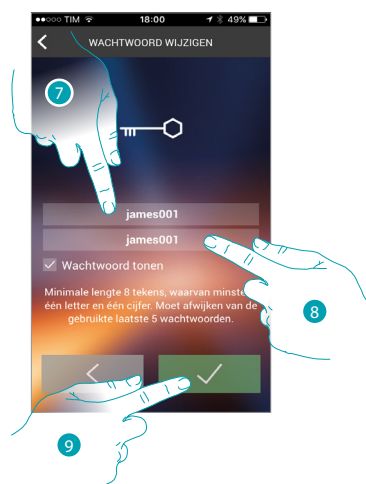 TIM 18:00 49%
WACHTWOORD WIJZIGEN
7
james001
james001
Wachtwoord tonen
Minimale lengte 8 tekens, waarvan minste
één letter en één cijfer. Moet afwijken van de
gebruikte laatste 5 wachtwoorden.
8
9